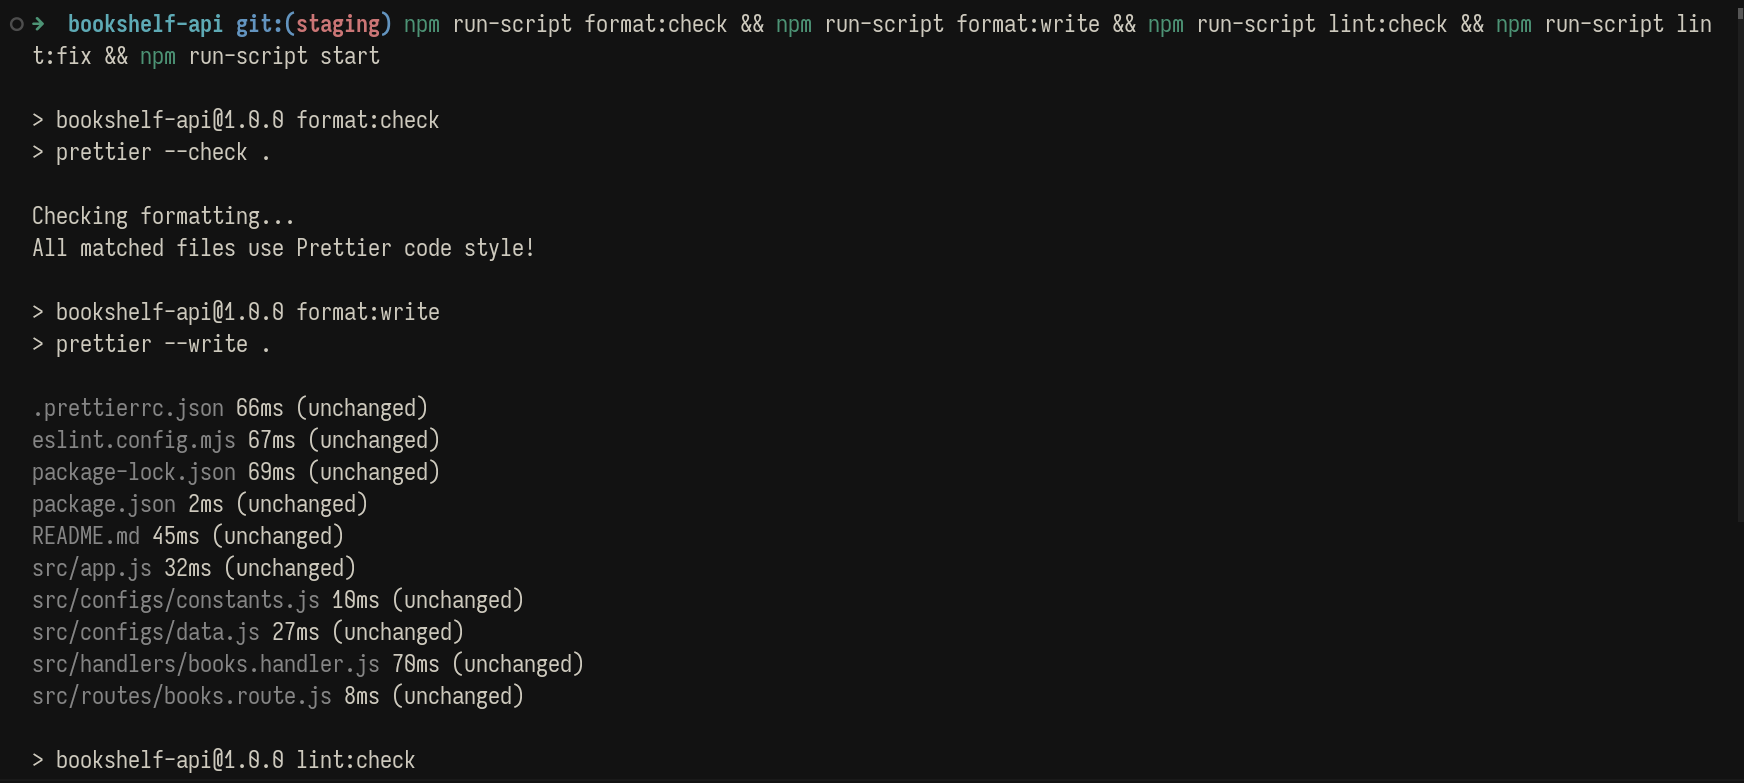 ➜  bookshelf-api git:(staging) npm run-script format:check && npm run-script format:write && npm run-script lint:check && npm run-script lin
t:fix && npm run-script start

> bookshelf-api@1.0.0 format:check
> prettier --check .

Checking formatting...
All matched files use Prettier code style!

> bookshelf-api@1.0.0 format:write
> prettier --write .

.prettierrc.json 66ms (unchanged)
eslint.config.mjs 67ms (unchanged)
package-lock.json 69ms (unchanged)
package.json 2ms (unchanged)
README.md 45ms (unchanged)
src/app.js 32ms (unchanged)
src/configs/constants.js 10ms (unchanged)
src/configs/data.js 27ms (unchanged)
src/handlers/books.handler.js 70ms (unchanged)
src/routes/books.route.js 8ms (unchanged)

> bookshelf-api@1.0.0 lint:check